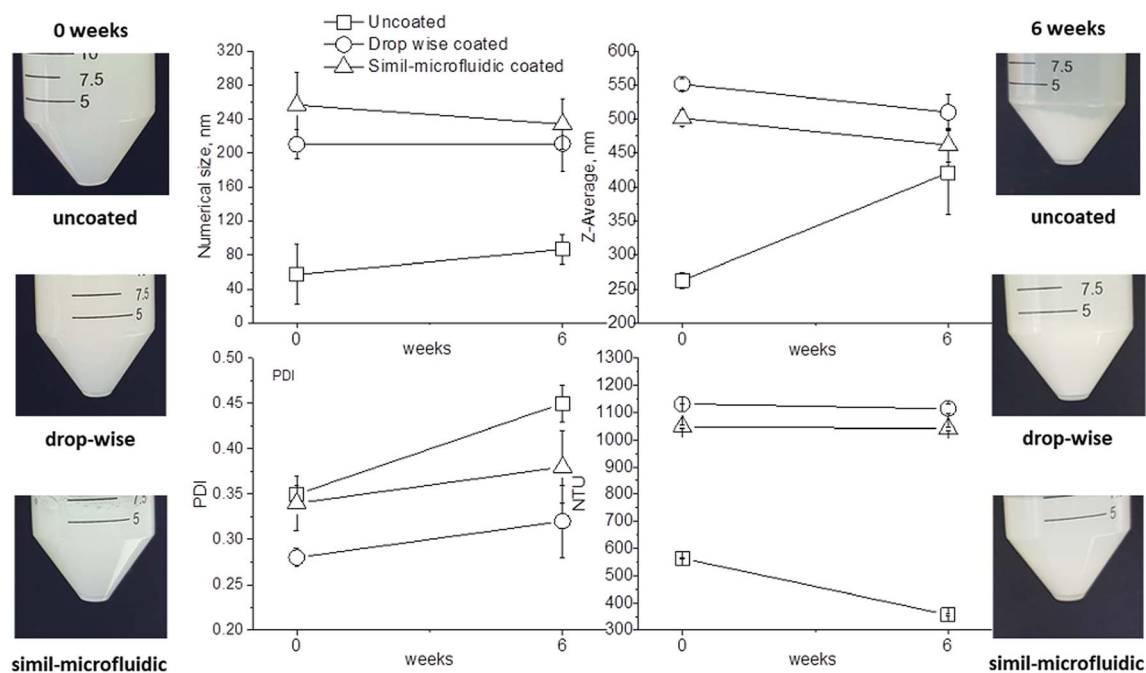 0 weeks
10
7.5
5
uncoated
7.5
5
drop-wise
7.5
5
simil-microfluidic
Uncoated
Drop wise coated
Simil-microfluidic coated
320
280
240
200
160
120
80
40
0
Numerical size, nm
0
6
weeks
600
550
500
450
400
350
300
250
200
Z-Average, nm
0
6
weeks
0.50
0.45
0.40
0.35
0.30
0.25
0.20
PDI
PDI
0
6
weeks
1300
1200
1100
1000
900
800
700
600
500
400
300
NTU
0
6
weeks
6 weeks
7.5
5
uncoated
7.5
5
drop-wise
7.5
5
simil-microfluidic